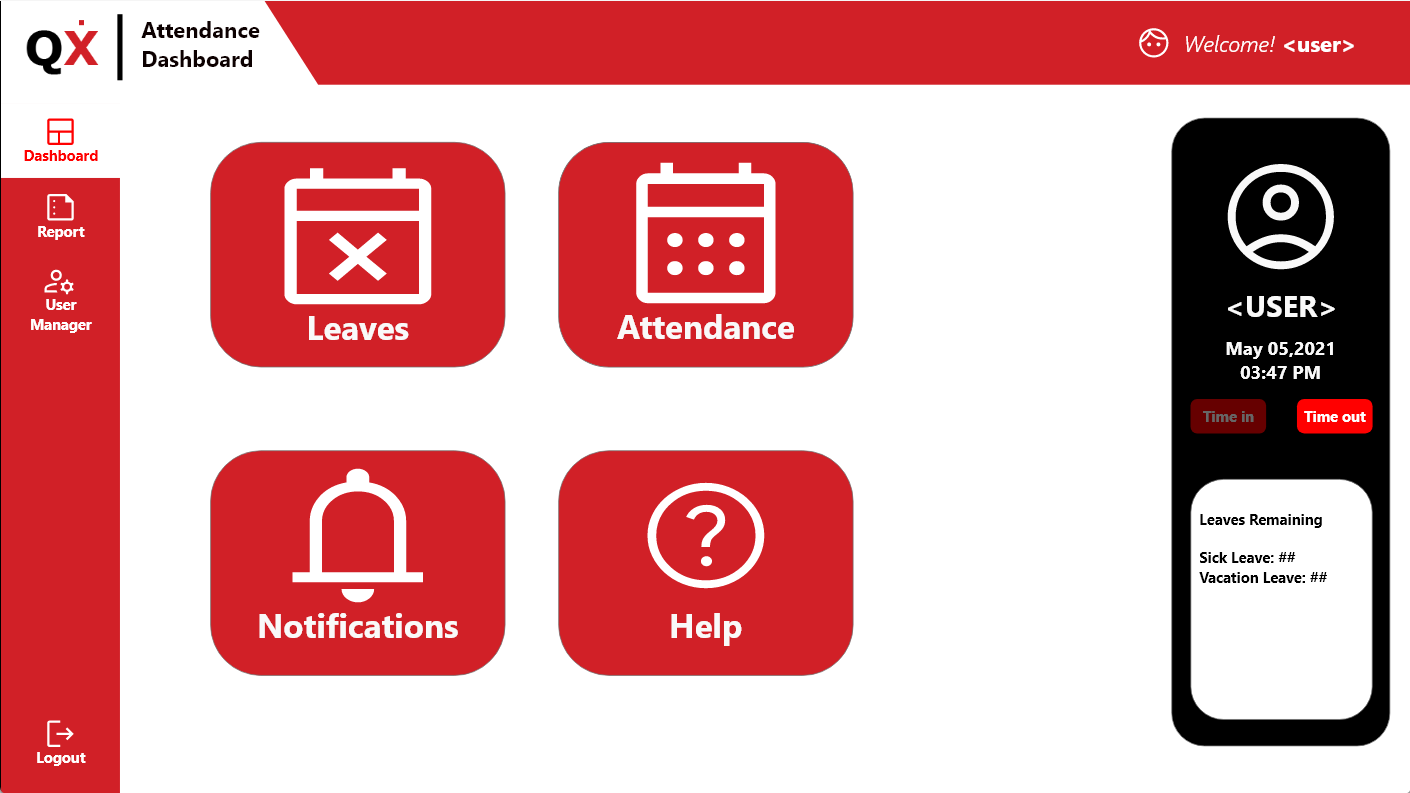 QX
Attendance
Dashboard
Welcome! <user>
Dashboard
Report
User
Manager
Logout
Leaves
Attendance
Notifications
Help
<USER>
May 05,2021
03:47 PM
Time in
Time out
Leaves Remaining
Sick Leave: ##
Vacation Leave: ##